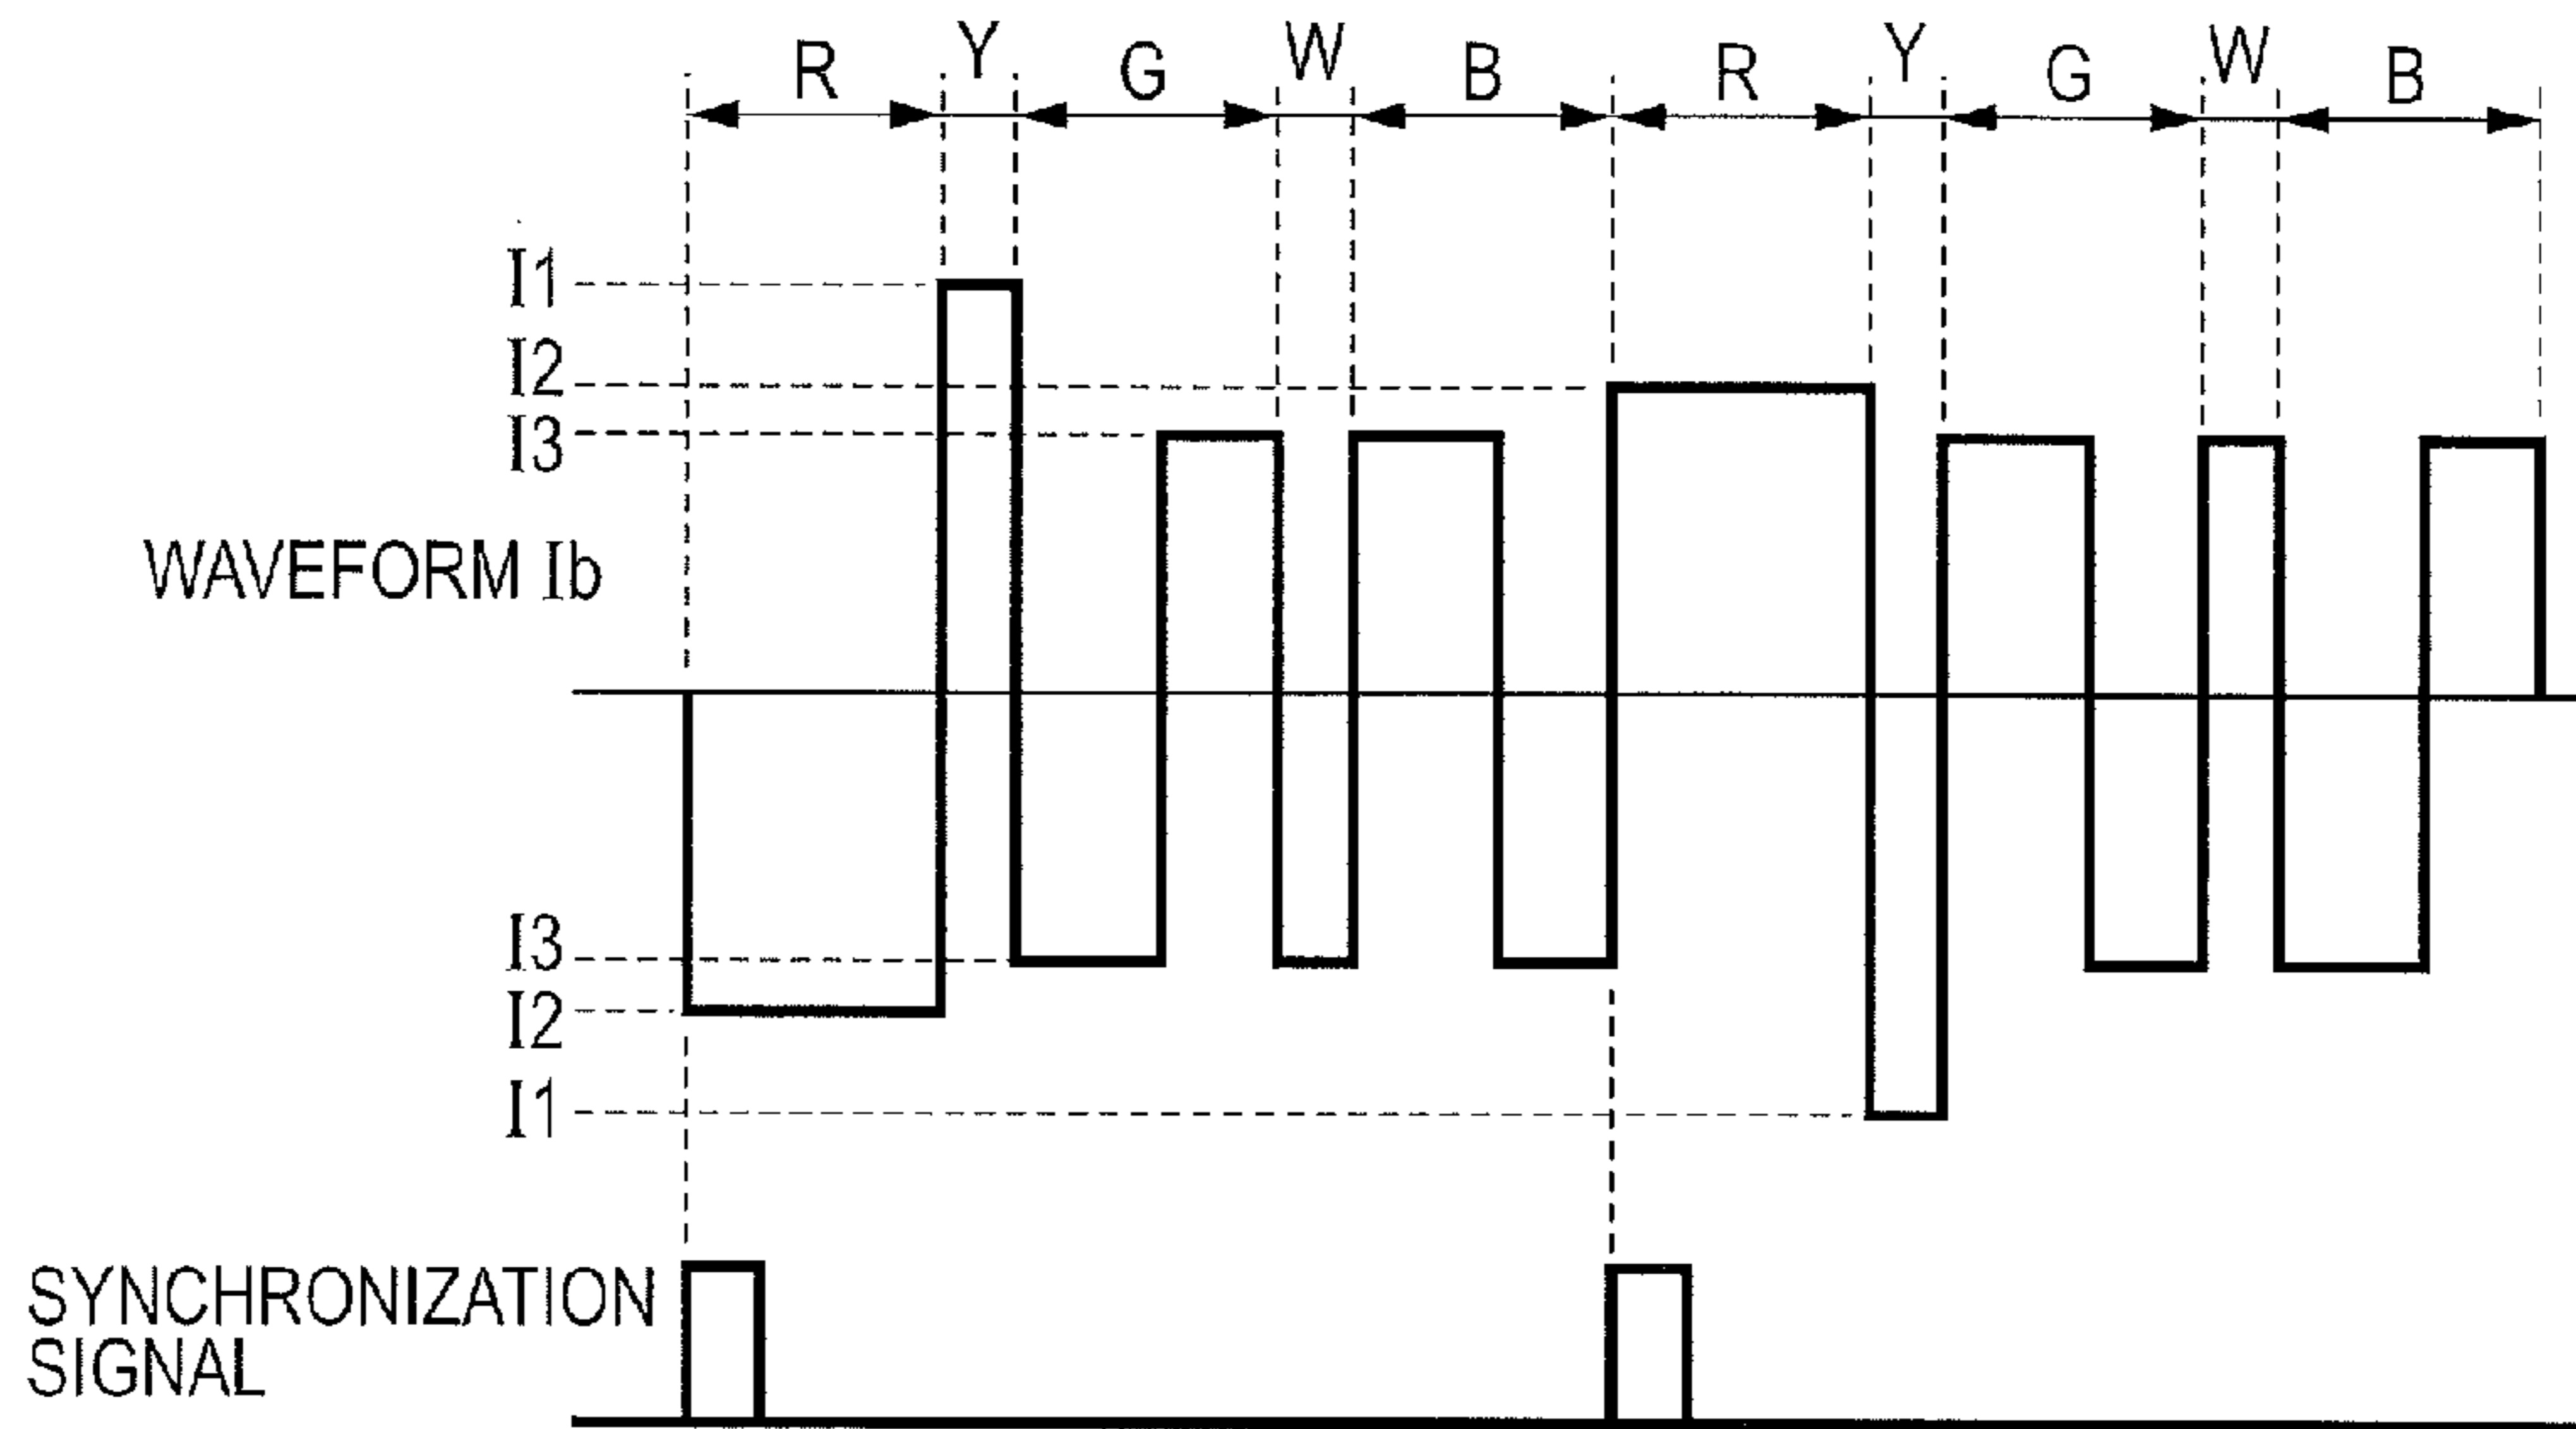 R Y G W B R Y G W B
I1
I2
I3
WAVEFORM Ib
I3
I2
I1
SYNCHRONIZATION
SIGNAL